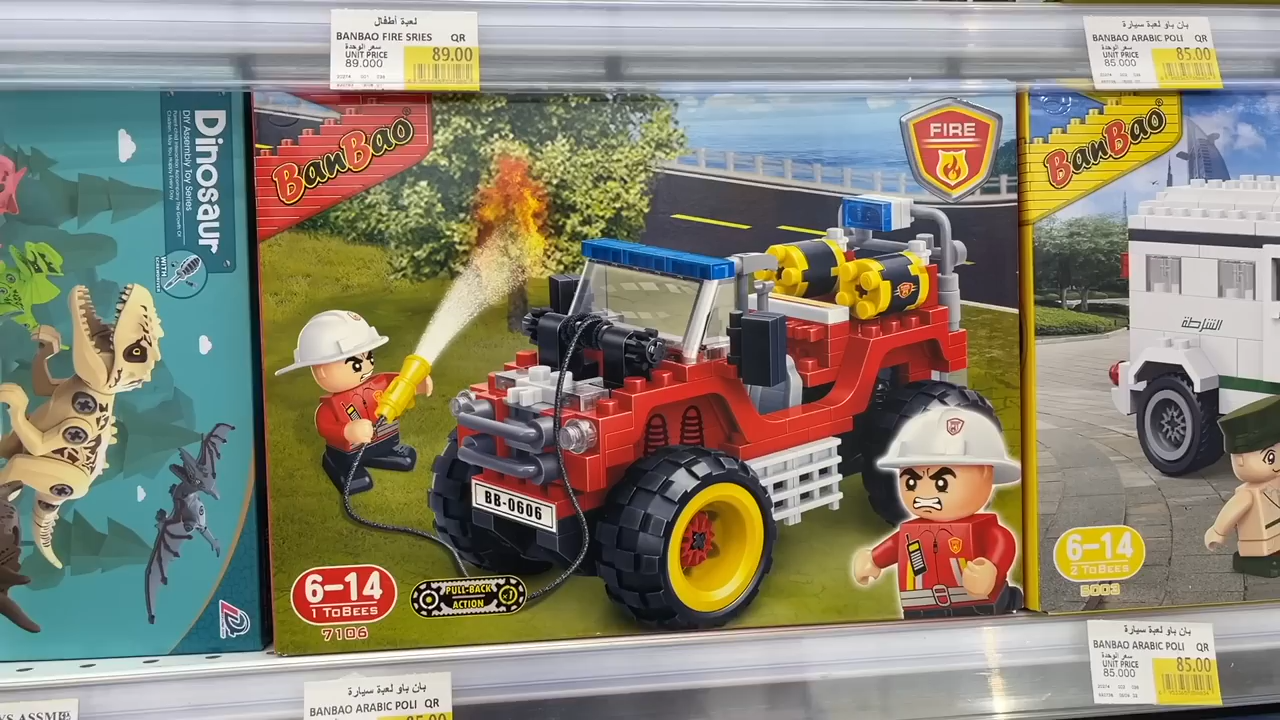 لعبة أطفال
BANBAO FIRE SRIES QR
سعر الوحدة
UNIT PRICE
89.000
89.00
بان باو لعبة سيارة
BANBAO ARABIC POLI QR
سعر الوحدة
UNIT PRICE
85.000
85.00
Dinosaur
DIY Assembly Toy Series
WITH SCREWDRIVER
BanBao
FIRE
BB-0606
6-14
1 ToBEES
7106
PULL-BACK
ACTION
BanBao
الشرطة
6-14
2 ToBEES
5003
بان باو لعبة سيارة
BANBAO ARABIC POLI QR
85.00
بان باو لعبة سيارة
BANBAO ARABIC POLI QR
سعر الوحدة
UNIT PRICE
85.000
85.00